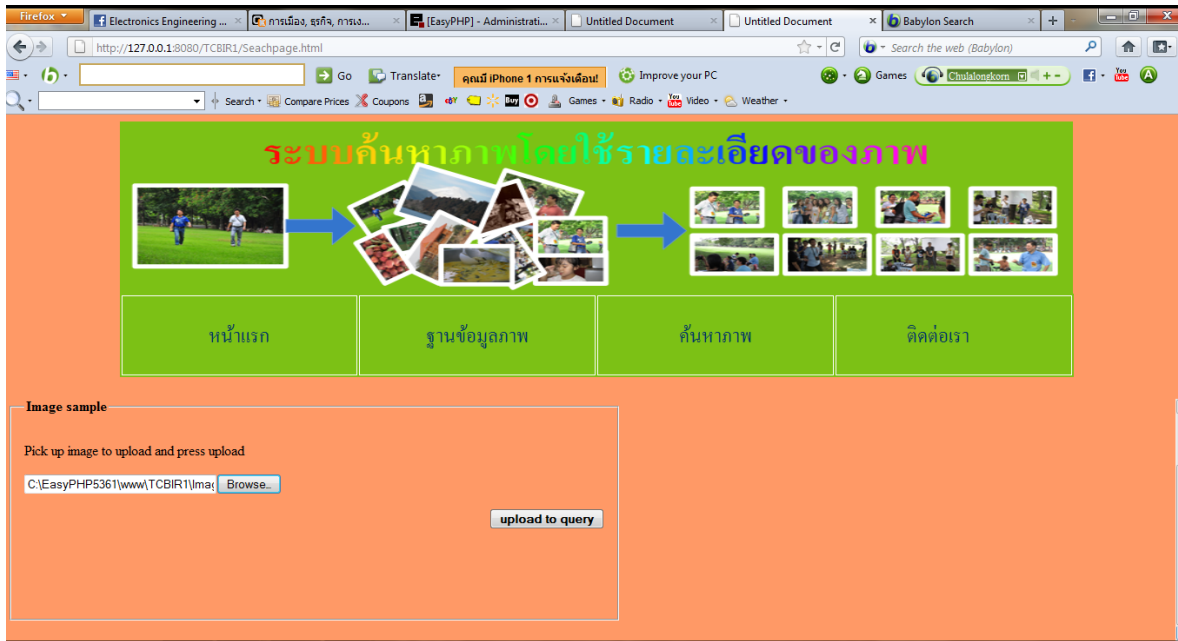 Firefox
Electronics Engineering ...
การเมือง, ธุรกิจ, การเง...
[EasyPHP] - Administrati...
Untitled Document
Untitled Document
Babylon Search
http://127.0.0.1:8080/TCBIR1/Seachpage.html
Search the web (Babylon)
Go
Translate
คุณมี iPhone 1 การแจ้งเตือน!
Improve your PC
Games
Chulalongkorn
You Tube
Search
Compare Prices
Coupons
Buy
Games
Radio
Video
Weather
ระบบค้นหาภาพโดยใช้รายละเอียดของภาพ
หน้าแรก
ฐานข้อมูลภาพ
ค้นหาภาพ
ติดต่อเรา
Image sample
Pick up image to upload and press upload
C:\EasyPHP5361\www\TCBIR1\Imag
Browse_
upload to query